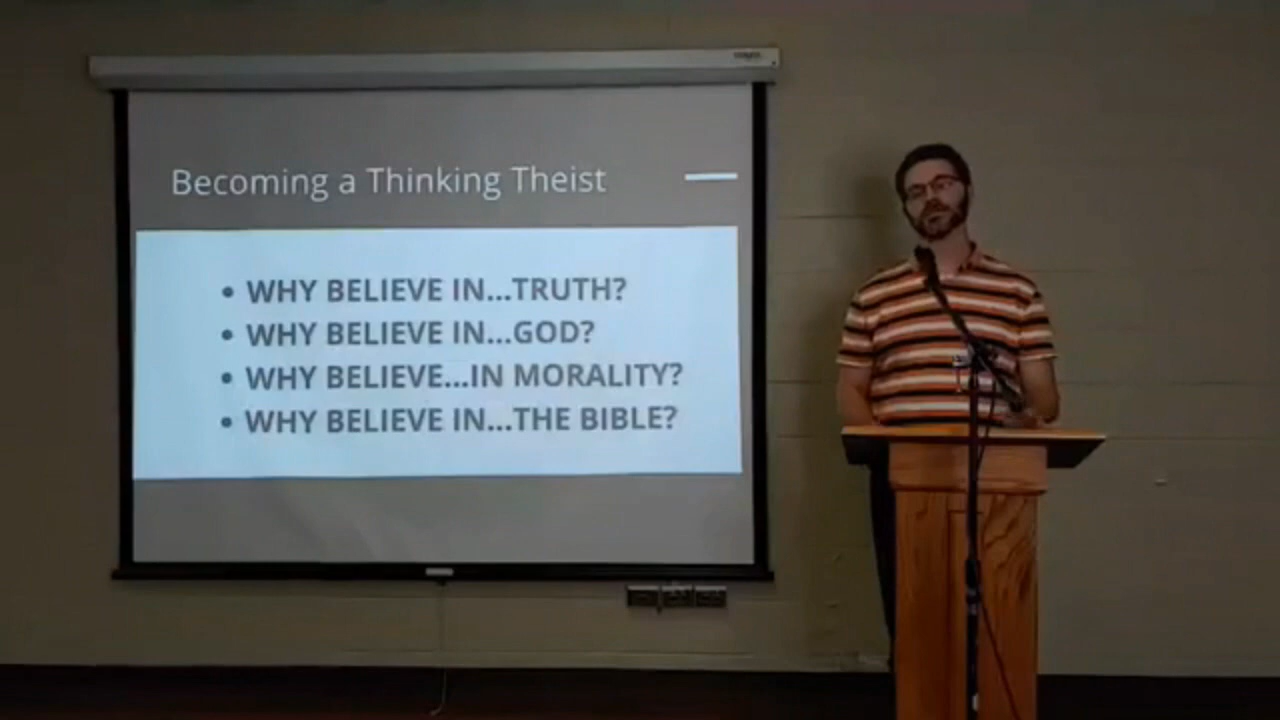 Becoming a Thinking Theist
• WHY BELIEVE IN...TRUTH?
• WHY BELIEVE IN...GOD?
• WHY BELIEVE...IN MORALITY?
• WHY BELIEVE IN...THE BIBLE?